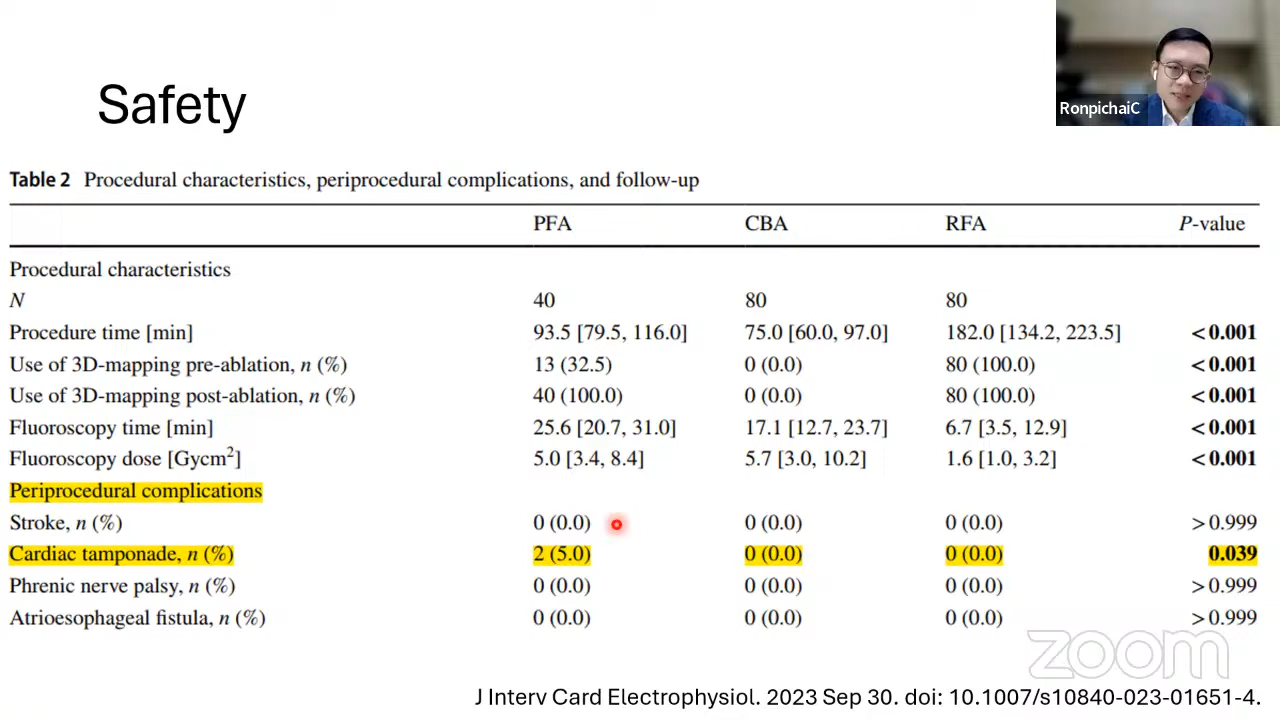 RonpichaiC
Safety
Table 2 Procedural characteristics, periprocedural complications, and follow-up
PFA CBA RFA P-value
Procedural characteristics
N 40 80 80
Procedure time [min] 93.5 [79.5, 116.0] 75.0 [60.0, 97.0] 182.0 [134.2, 223.5] <0.001
Use of 3D-mapping pre-ablation, n (%) 13 (32.5) 0 (0.0) 80 (100.0) <0.001
Use of 3D-mapping post-ablation, n (%) 40 (100.0) 0 (0.0) 80 (100.0) <0.001
Fluoroscopy time [min] 25.6 [20.7, 31.0] 17.1 [12.7, 23.7] 6.7 [3.5, 12.9] <0.001
Fluoroscopy dose [Gycm²] 5.0 [3.4, 8.4] 5.7 [3.0, 10.2] 1.6 [1.0, 3.2] <0.001
Periprocedural complications
Stroke, n (%) 0 (0.0) 0 (0.0) 0 (0.0) >0.999
Cardiac tamponade, n (%) 2 (5.0) 0 (0.0) 0 (0.0) 0.039
Phrenic nerve palsy, n (%) 0 (0.0) 0 (0.0) 0 (0.0) >0.999
Atrioesophageal fistula, n (%) 0 (0.0) 0 (0.0) 0 (0.0) >0.999
zoom
J Interv Card Electrophysiol. 2023 Sep 30. doi: 10.1007/s10840-023-01651-4.